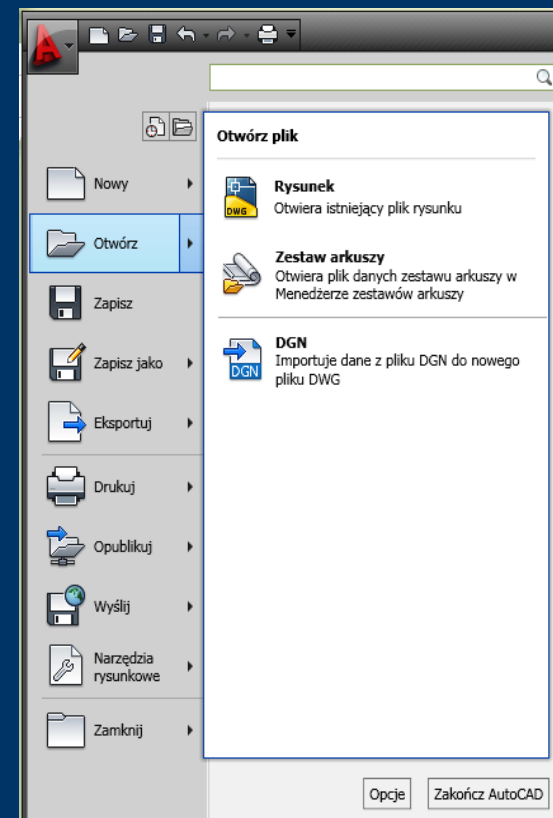 Otwórz plik
Nowy
Rysunek
DWG
Otwiera istniejący plik rysunku
Otwórz
Zestaw arkuszy
Otwiera plik danych zestawu arkuszy w
Menedżerze zestawów arkuszy
Zapisz
DGN
DGN
Importuje dane z pliku DGN do nowego
pliku DWG
Zapisz jako
Eksportuj
Drukuj
Opublikuj
Wyślij
Narzędzia
rysunkowe
Zamknij
Opcje
Zakończ AutoCAD